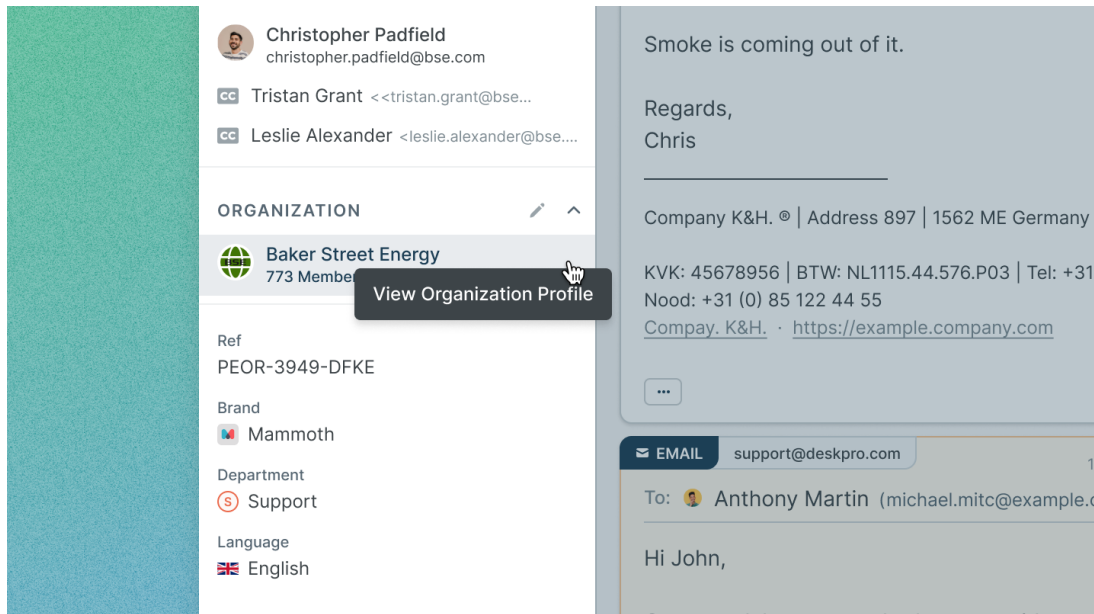 Christopher Padfield
christopher.padfield@bse.com
CC Tristan Grant <<tristan.grant@bse...
CC Leslie Alexander <leslie.alexander@bse....
ORGANIZATION
BSE
Baker Street Energy
773 Member
View Organization Profile
Ref
PEOR-3949-DFKE
Brand
Mammoth
Department
S Support
Language
English
Smoke is coming out of it.
Regards,
Chris
Company K&H. ® | Address 897 | 1562 ME Germany
KVK: 45678956 | BTW: NL1115.44.576.P03 | Tel: +31
Nood: +31 (0) 85 122 44 55
Compay. K&H. · https://example.company.com
...
EMAIL support@deskpro.com
1
To: Anthony Martin (michael.mitc@example.c
Hi John,